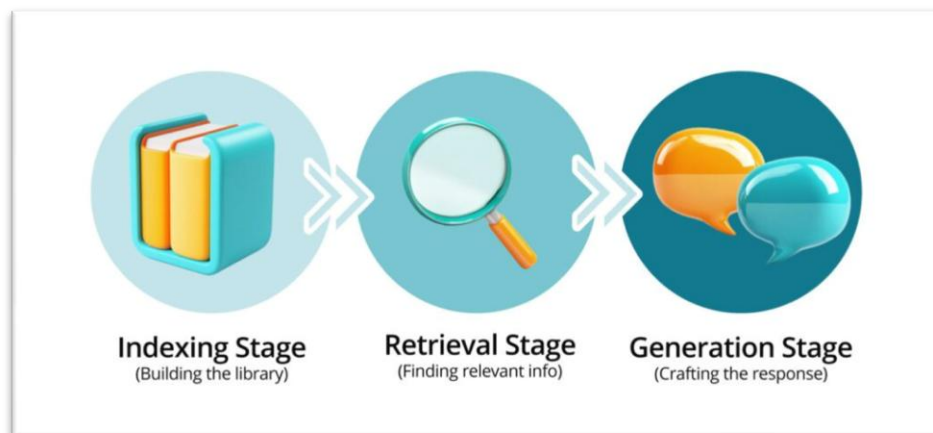 Indexing Stage
(Building the library)
Retrieval Stage
(Finding relevant info)
Generation Stage
(Crafting the response)